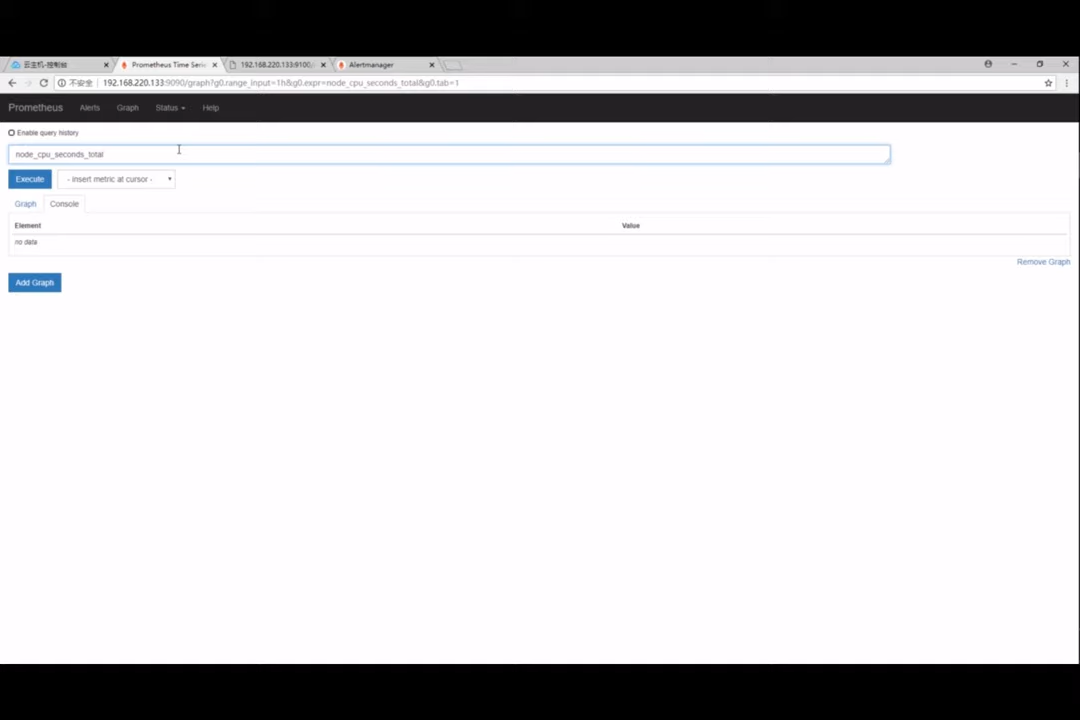 云主机-控制台
Prometheus Time Serie
192.168.220.133:9100/
Alertmanager
不安全
192.168.220.133:9090/graph?g0.range_input=1h&g0.expr=node_cpu_seconds_total&g0.tab=1
Prometheus Alerts Graph Status Help
Enable query history
node_cpu_seconds_total
Execute - insert metric at cursor -
Graph Console
Element Value
no data
Remove Graph
Add Graph